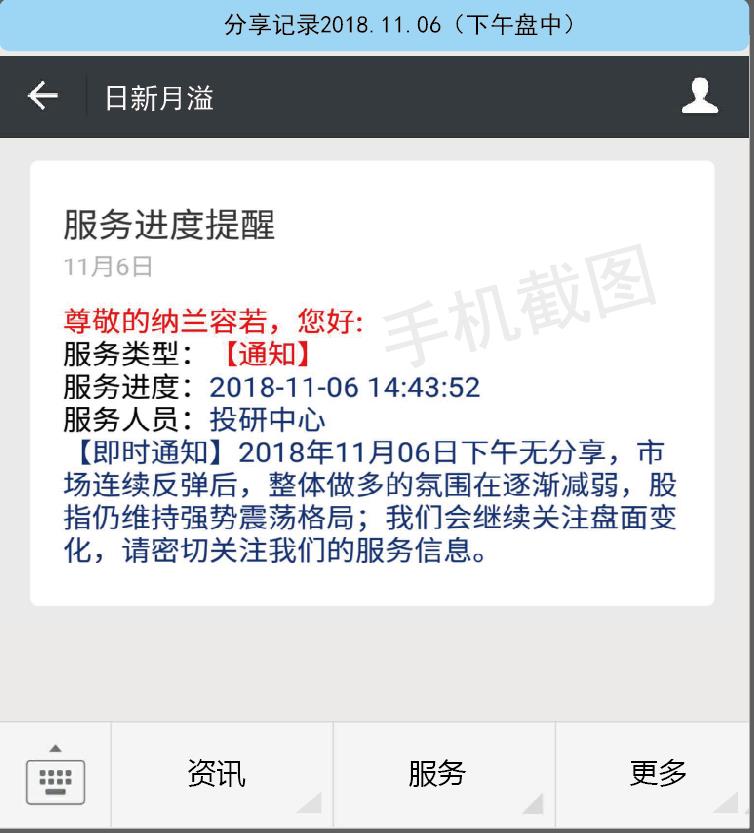 分享记录2018.11.06（下午盘中）
日新月溢
服务进度提醒
11月6日
手机截图
尊敬的纳兰容若，您好:
服务类型：【通知】
服务进度：2018-11-06 14:43:52
服务人员：投研中心
【即时通知】2018年11月06日下午无分享，市
场连续反弹后，整体做多的氛围在逐渐减弱，股
指仍维持强势震荡格局；我们会继续关注盘面变
化，请密切关注我们的服务信息。
资讯
服务
更多